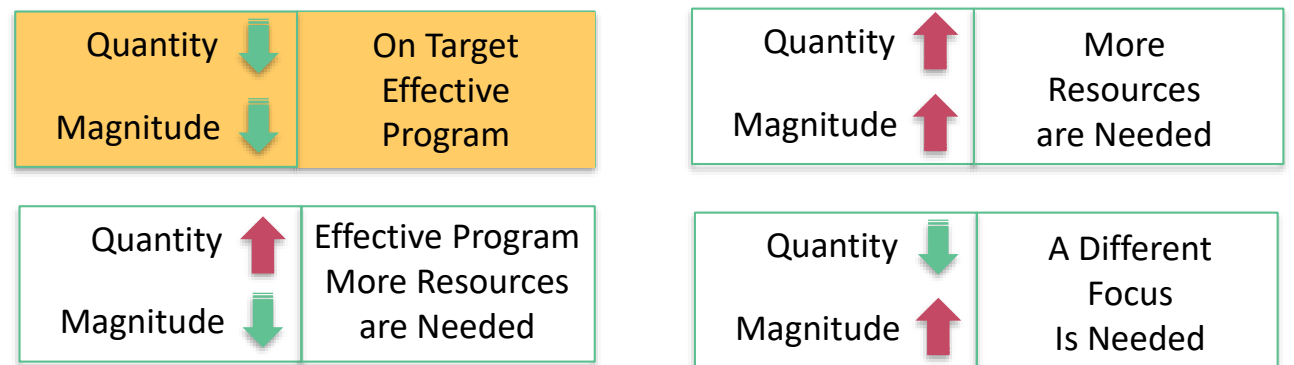 Quantity
Magnitude
On Target
Effective
Program
Quantity
Magnitude
More
Resources
are Needed
Quantity
Magnitude
Effective Program
More Resources
are Needed
Quantity
Magnitude
A Different
Focus
Is Needed